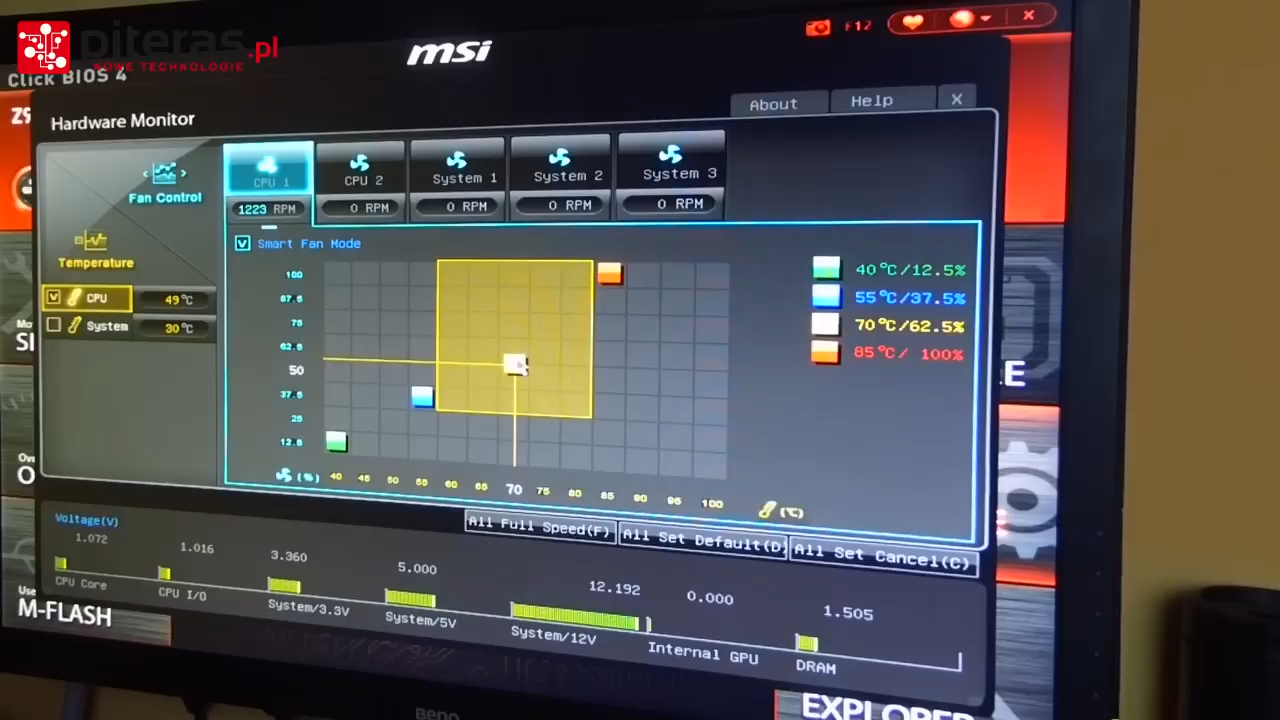 piteras.pl
NOWE TECHNOLOGIE
msi
F12
Click BIOS 4
Z9
Hardware Monitor
About
Help
X
Fan Control
Temperature
CPU 49°C
System 30°C
CPU 1
CPU 2
System 1
System 2
System 3
1223 RPM
0 RPM
0 RPM
0 RPM
0 RPM
Smart Fan Mode
100
87.5
75
62.5
50
37.5
25
12.5
(%) 40 45 50 55 60 65 70 75 80 85 90 95 100 (°C)
40°C/12.5%
55°C/37.5%
70°C/62.5%
85°C/ 100%
All Full Speed(F)
All Set Default(D)
All Set Cancel(C)
Voltage(V)
1.072
CPU Core
1.016
CPU I/O
3.360
System/3.3V
5.000
System/5V
12.192
System/12V
0.000
Internal GPU
1.505
DRAM
M-FLASH
EXPLORER
BenQ